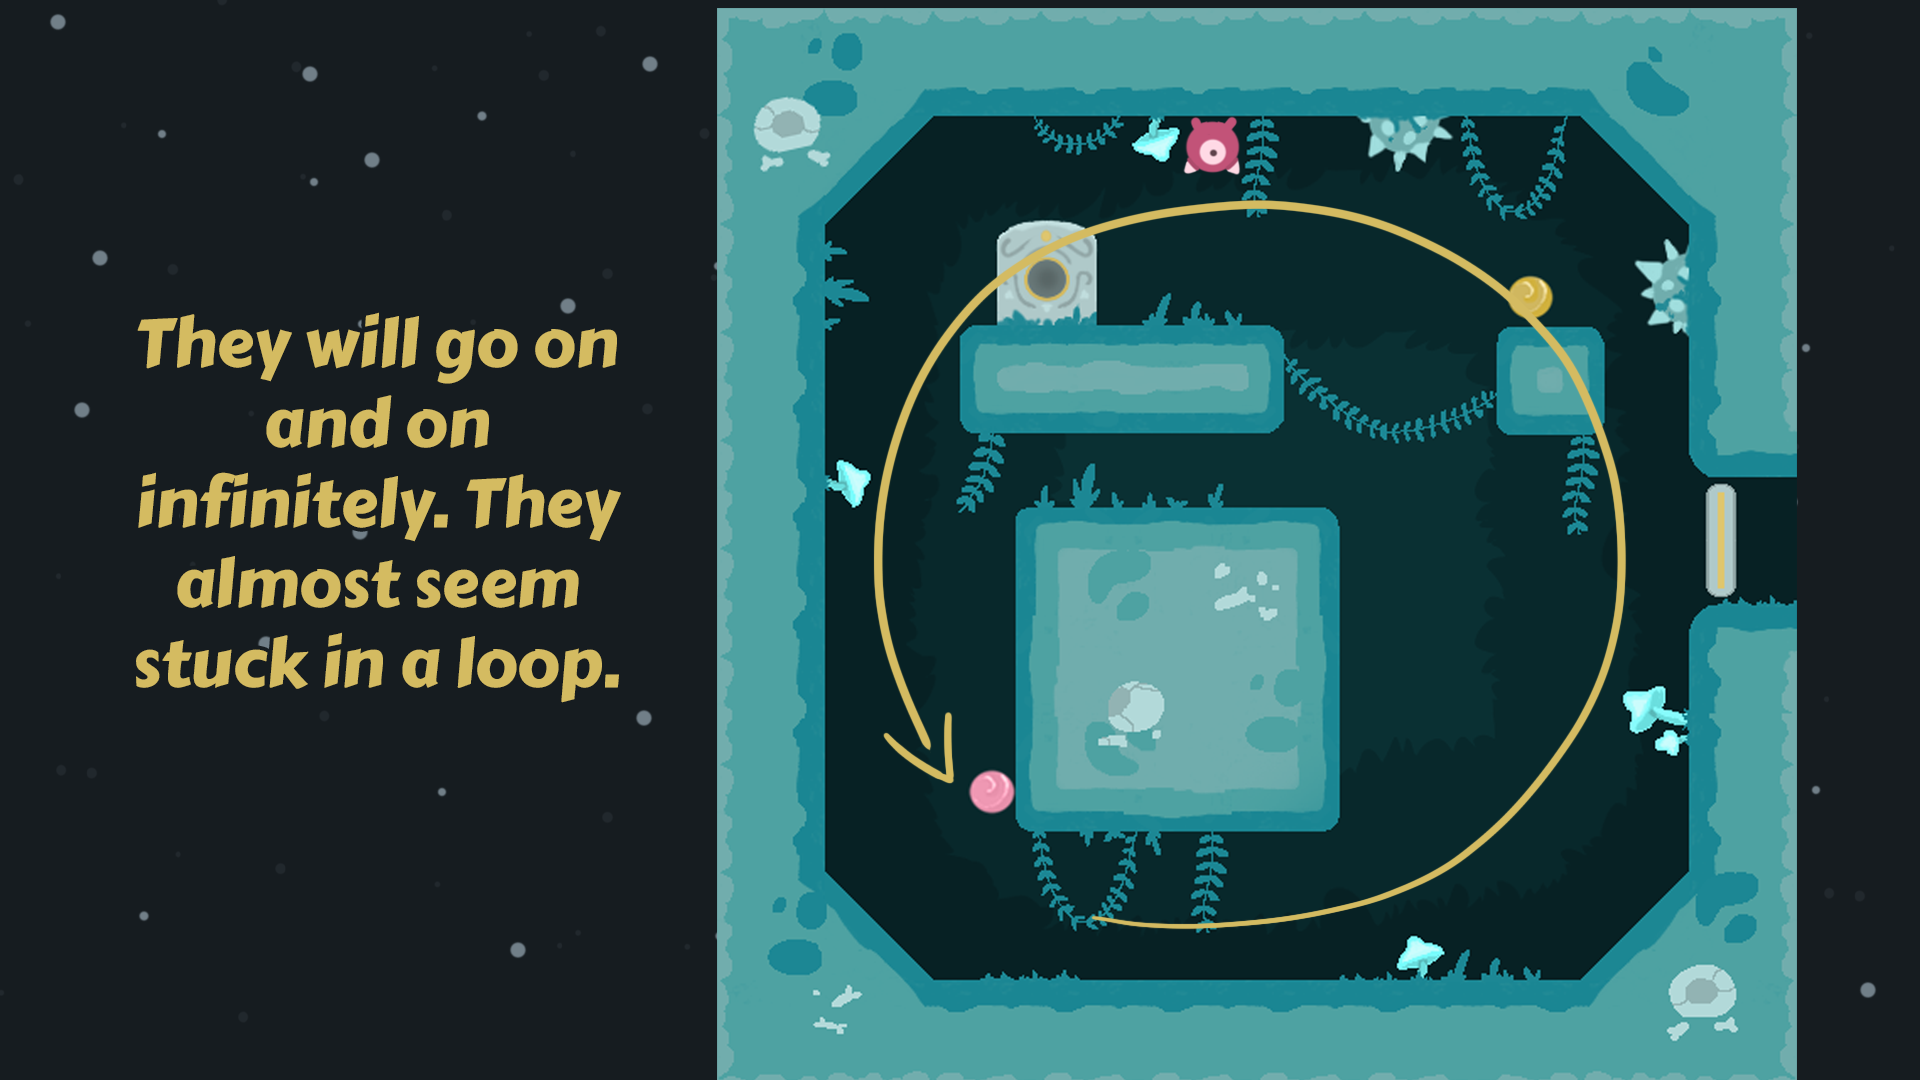 They will go on
and on
infinitely. They
almost seem
stuck in a loop.